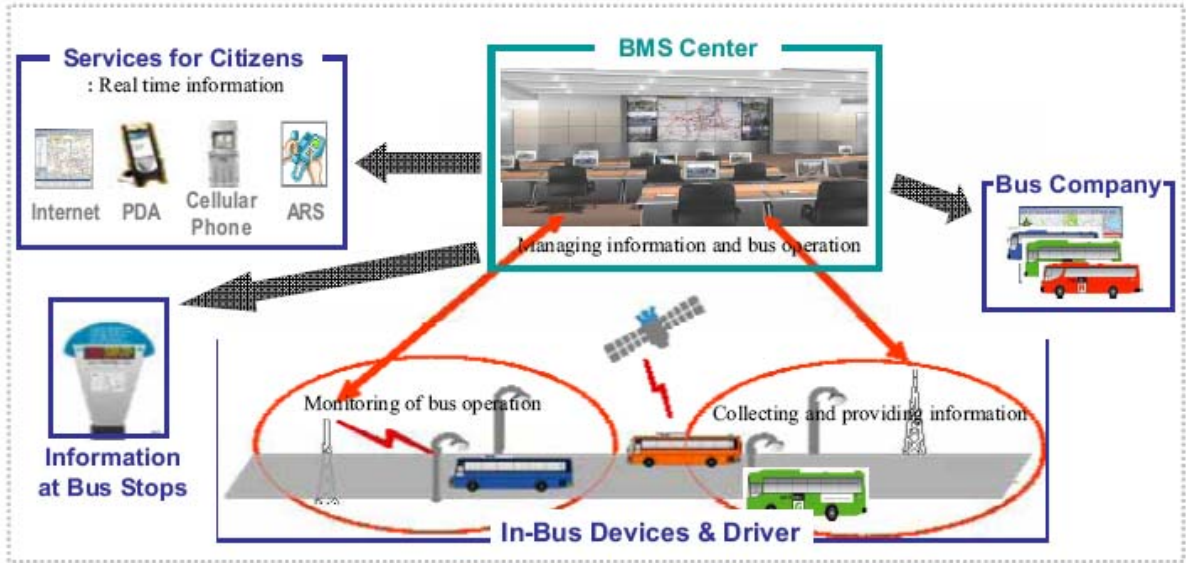 Services for Citizens
: Real time information
Internet
PDA
Cellular
Phone
ARS
BMS Center
Managing information and bus operation
Bus Company
Information
at Bus Stops
Monitoring of bus operation
Collecting and providing information
In-Bus Devices & Driver